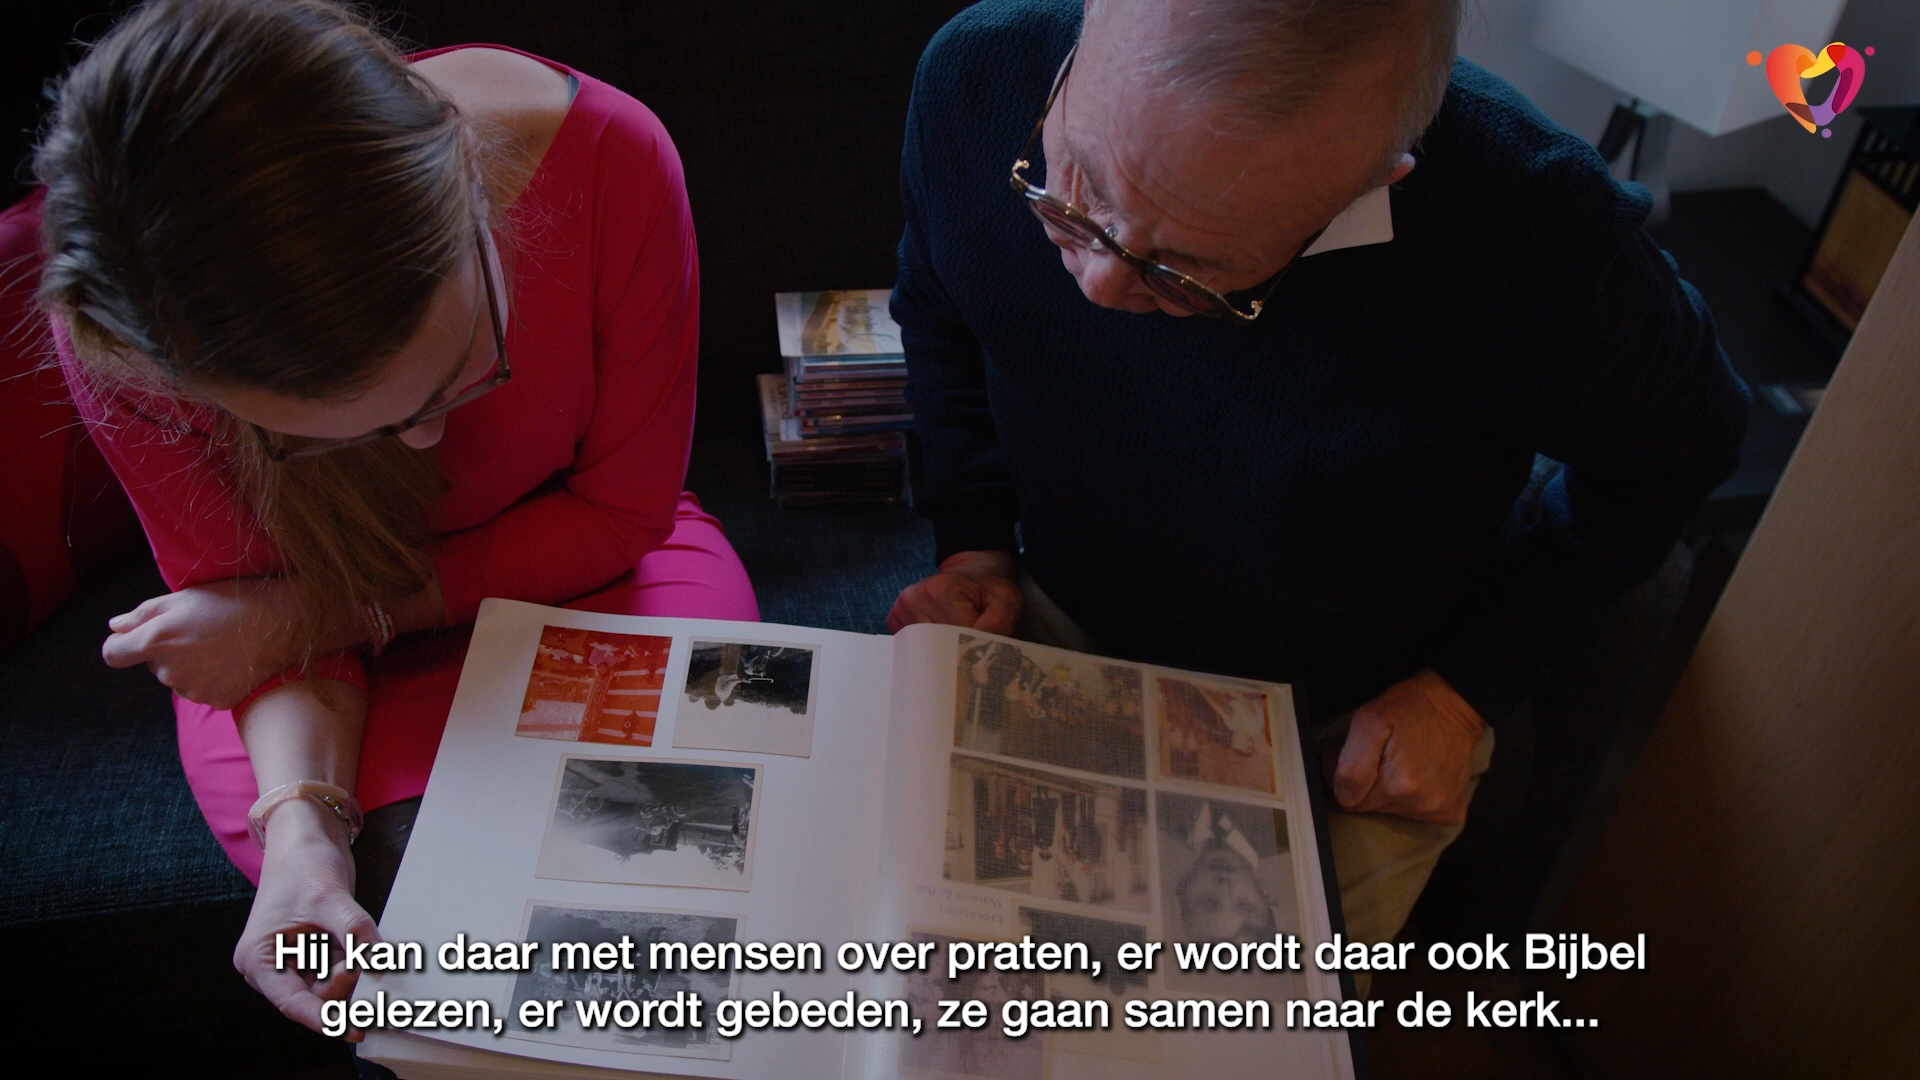 Hij kan daar met mensen over praten, er wordt daar ook Bijbel
gelezen, er wordt gebeden, ze gaan samen naar de kerk...